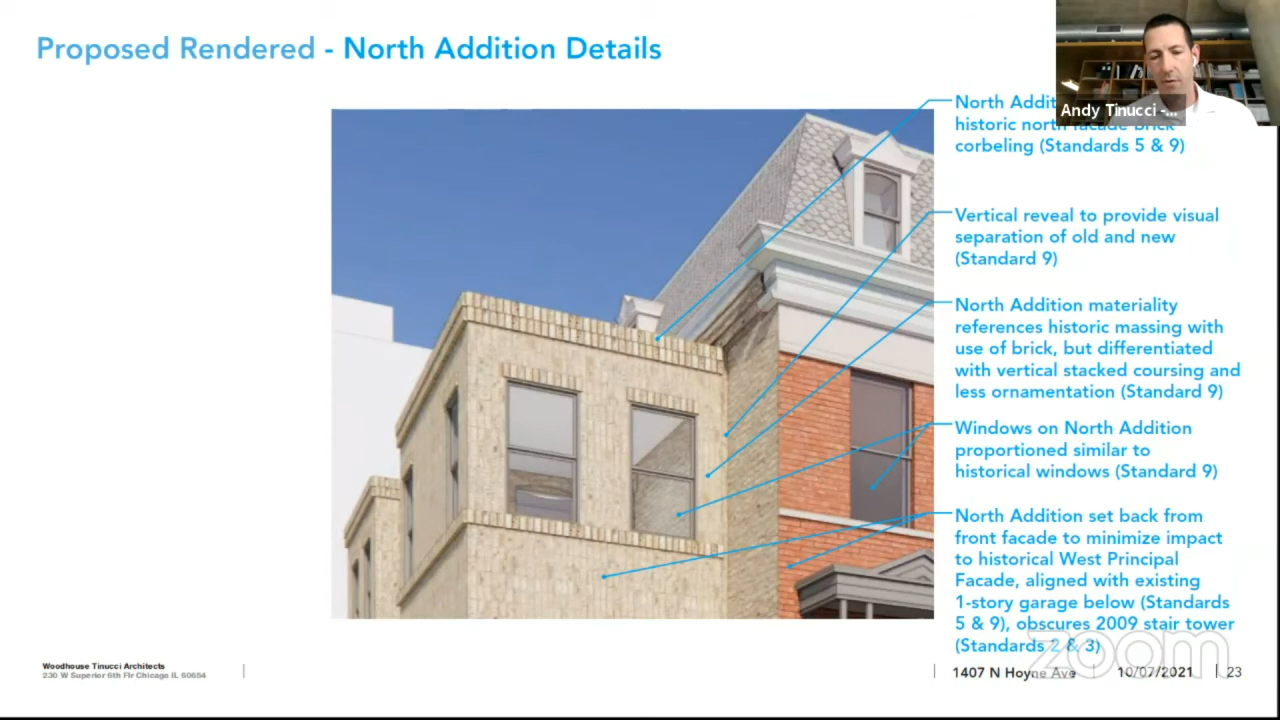 Proposed Rendered - North Addition Details
Andy Tinucci -...
North Addit
historic north facade brick
corbeling (Standards 5 & 9)
Vertical reveal to provide visual
separation of old and new
(Standard 9)
North Addition materiality
references historic massing with
use of brick, but differentiated
with vertical stacked coursing and
less ornamentation (Standard 9)
Windows on North Addition
proportioned similar to
historical windows (Standard 9)
North Addition set back from
front facade to minimize impact
to historical West Principal
Facade, aligned with existing
1-story garage below (Standards
5 & 9), obscures 2009 stair tower
(Standards 2 & 3)
zoom
Woodhouse Tinucci Architects
230 W Superior 6th Flr Chicago IL 60654
1407 N Hoyne Ave
10/07/2021
23